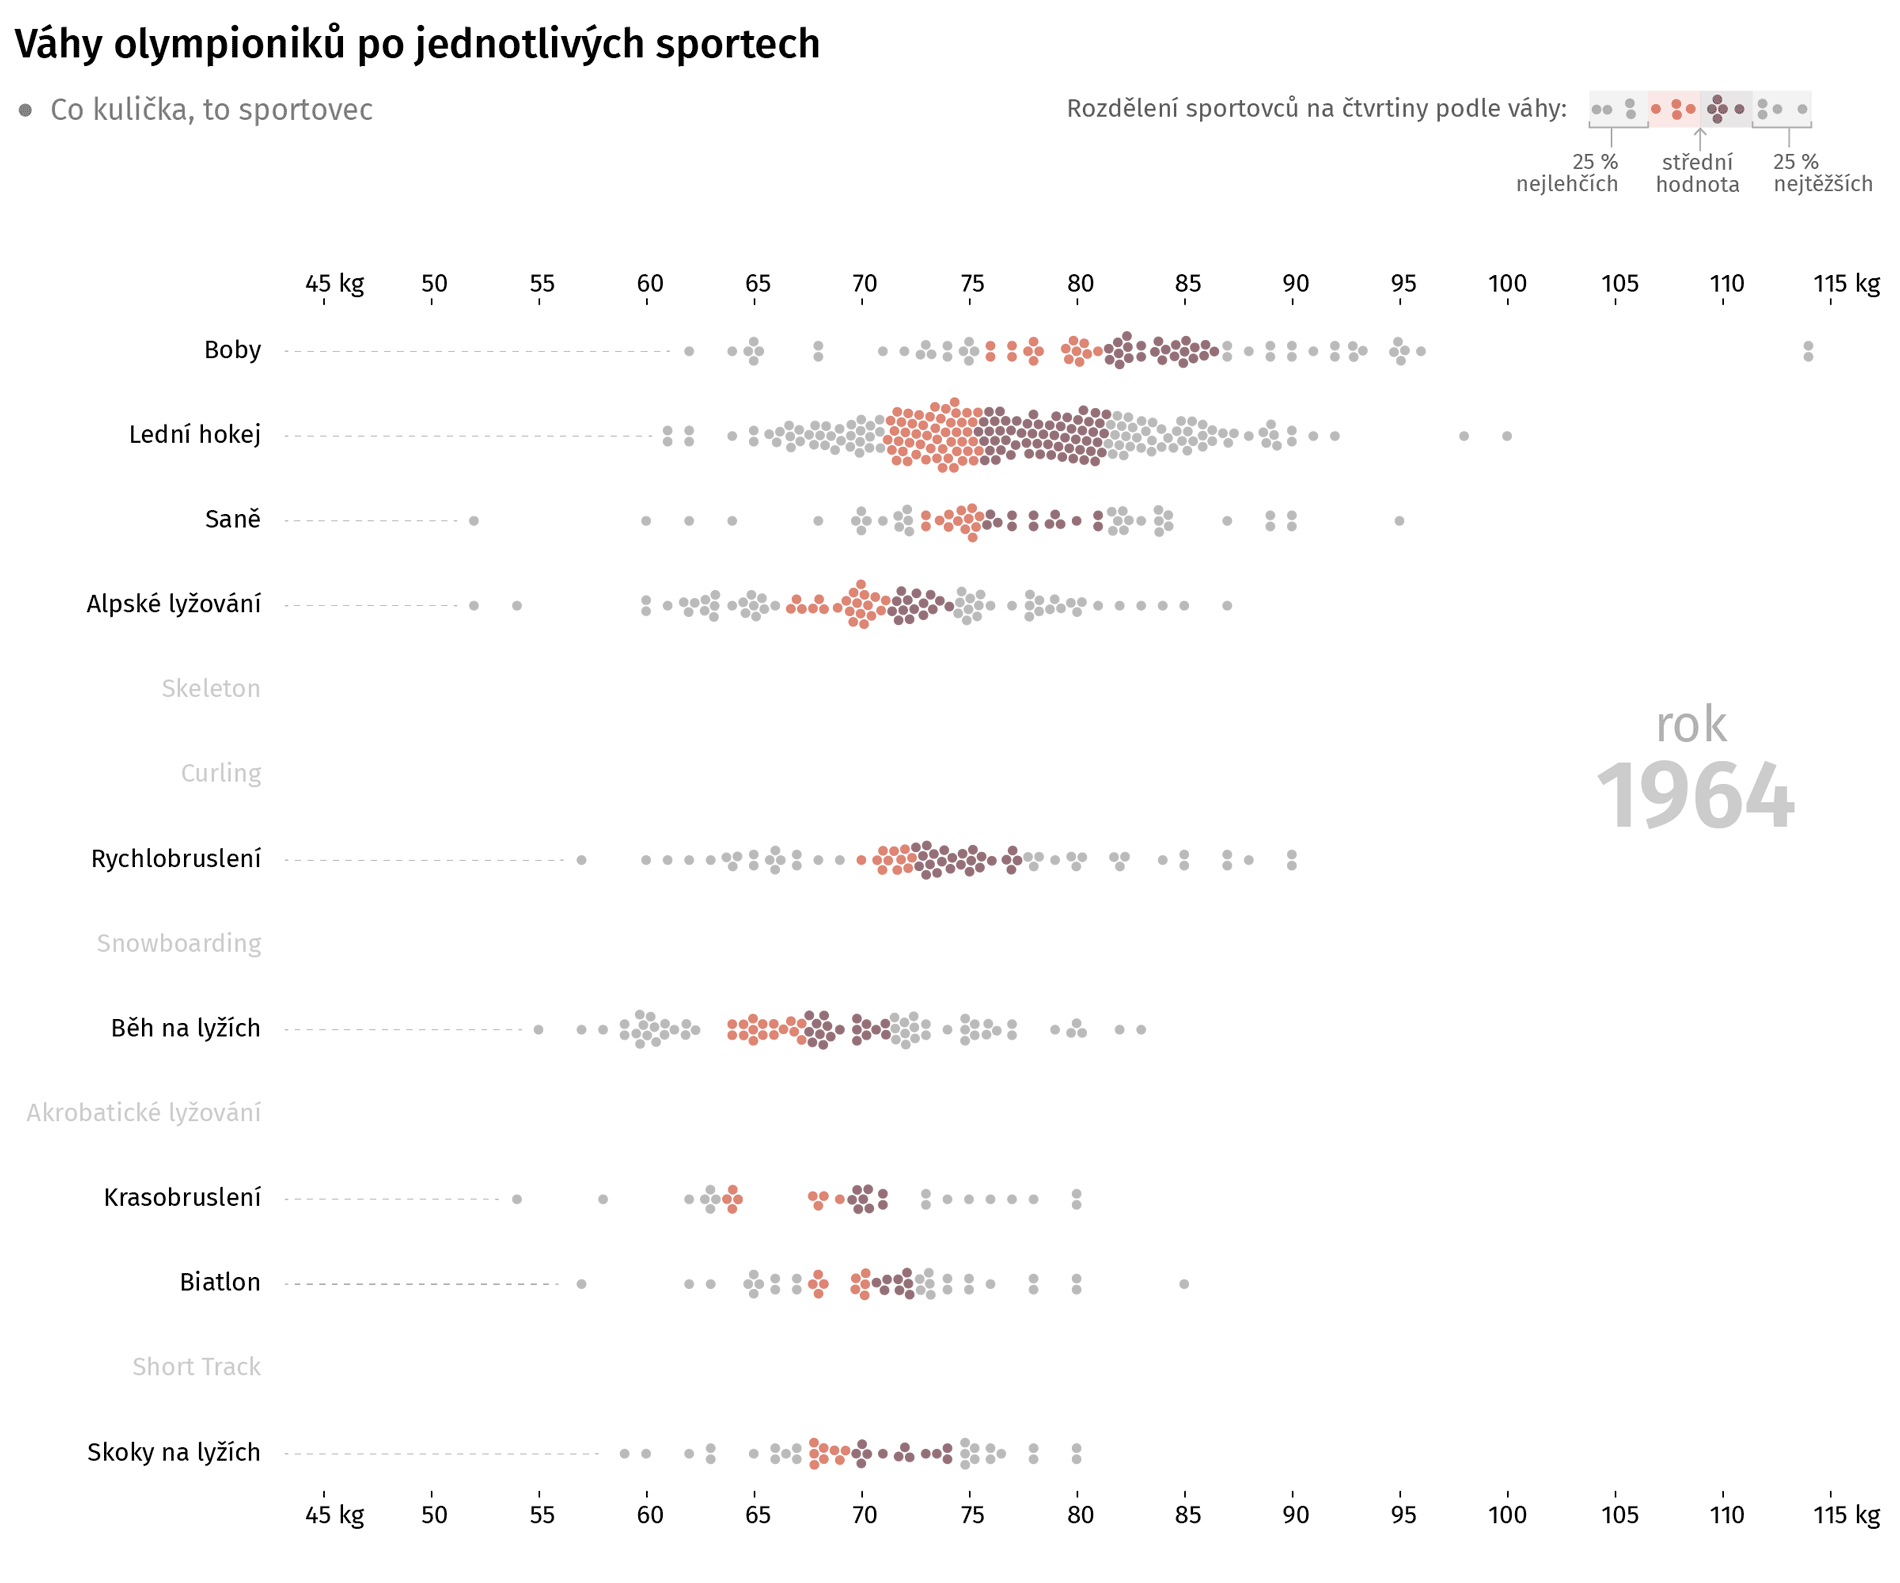 Váhy olympioniků po jednotlivých sportech
Co kulička, to sportovec
Rozdělení sportovců na čtvrtiny podle váhy:
25 % nejlehčích
střední hodnota
25 % nejtěžších
45 kg 50 55 60 65 70 75 80 85 90 95 100 105 110 115 kg
Boby
Lední hokej
Saně
Alpské lyžování
Skeleton
rok
1964
Curling
Rychlobruslení
Snowboarding
Běh na lyžích
Akrobatické lyžování
Krasobruslení
Biatlon
Short Track
Skoky na lyžích
45 kg 50 55 60 65 70 75 80 85 90 95 100 105 110 115 kg